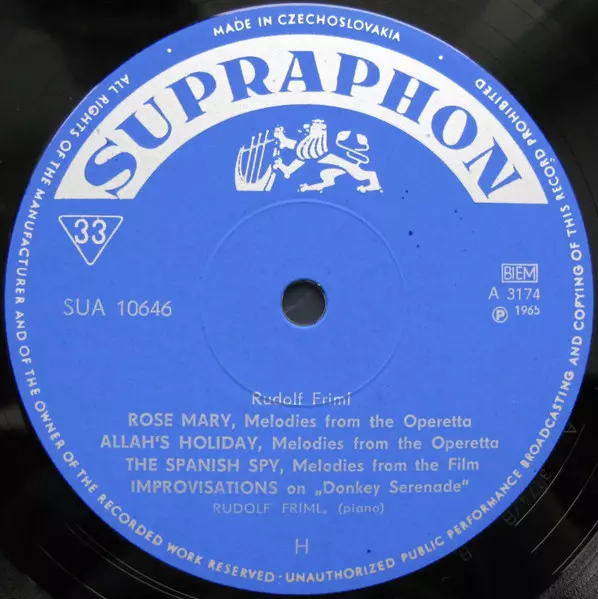 MADE IN CZECHOSLOVAKIA
ALL RIGHTS OF THE MANUFACTURER AND OF THE OWNER OF THE RECORDED WORK RESERVED · UNAUTHORIZED PUBLIC PERFORMANCE BROADCASTING AND COPYING OF THIS RECORD PROHIBITED
SUPRAPHON
33
BIEM
SUA 10646
A 3174
℗ 1965
Rudolf Friml
ROSE MARY, Melodies from the Operetta
ALLAH'S HOLIDAY, Melodies from the Operetta
THE SPANISH SPY, Melodies from the Film
IMPROVISATIONS on „Donkey Serenade"
RUDOLF FRIML, (piano)
H